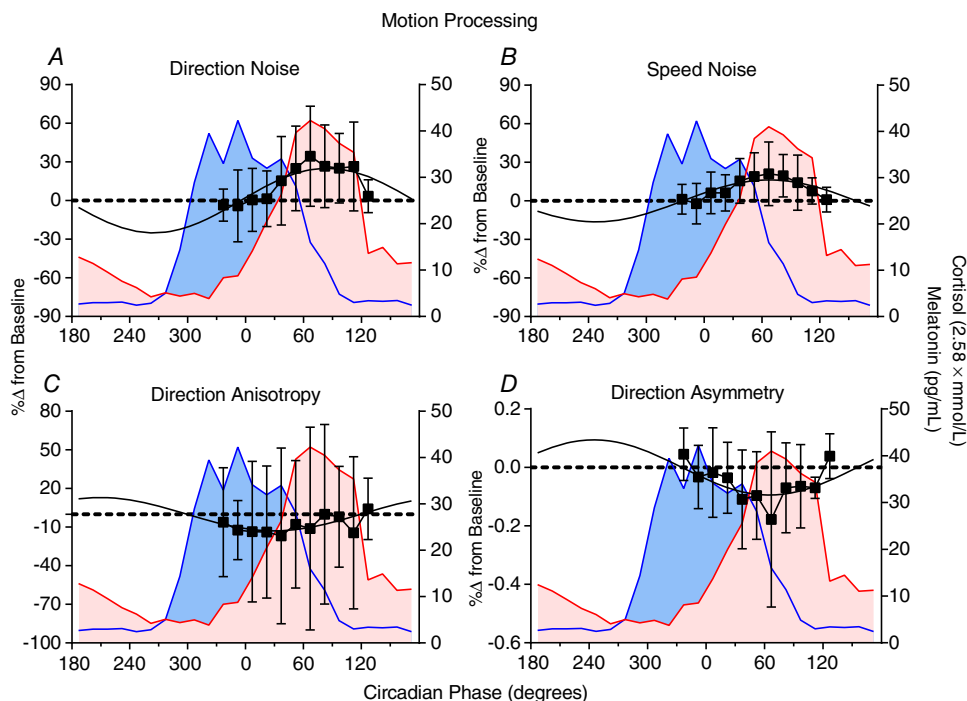 Motion Processing
A
Direction Noise
90
60
30
0
-30
-60
-90
50
40
30
20
10
0
180 240 300 0 60 120
B
Speed Noise
90
60
30
0
-30
-60
-90
50
40
30
20
10
0
180 240 300 0 60 120
%Δ from Baseline
Cortisol (2.58 × mmol/L)
Melatonin (pg/mL)
C
Direction Anisotropy
80
50
20
-10
-40
-70
-100
50
40
30
20
10
0
180 240 300 0 60 120
D
Direction Asymmetry
%Δ from Baseline
0.2
0.0
-0.2
-0.4
-0.6
50
40
30
20
10
0
180 240 300 0 60 120
Circadian Phase (degrees)